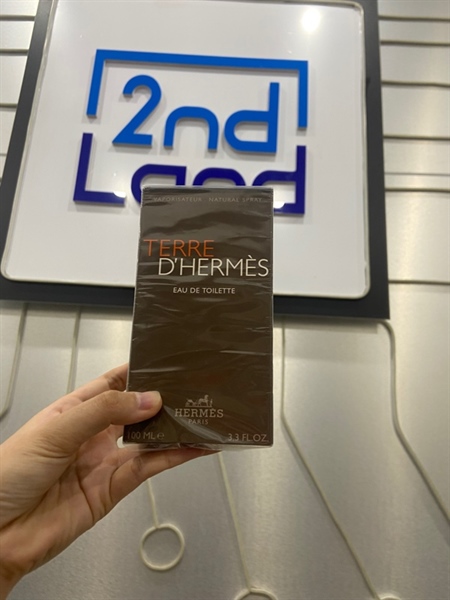 2nd
Land
VAPORISATEUR NATURAL SPRAY
TERRE
D'HERMÈS
EAU DE TOILETTE
HERMÈS
PARIS
100 ML℮ 3.3 FL.OZ